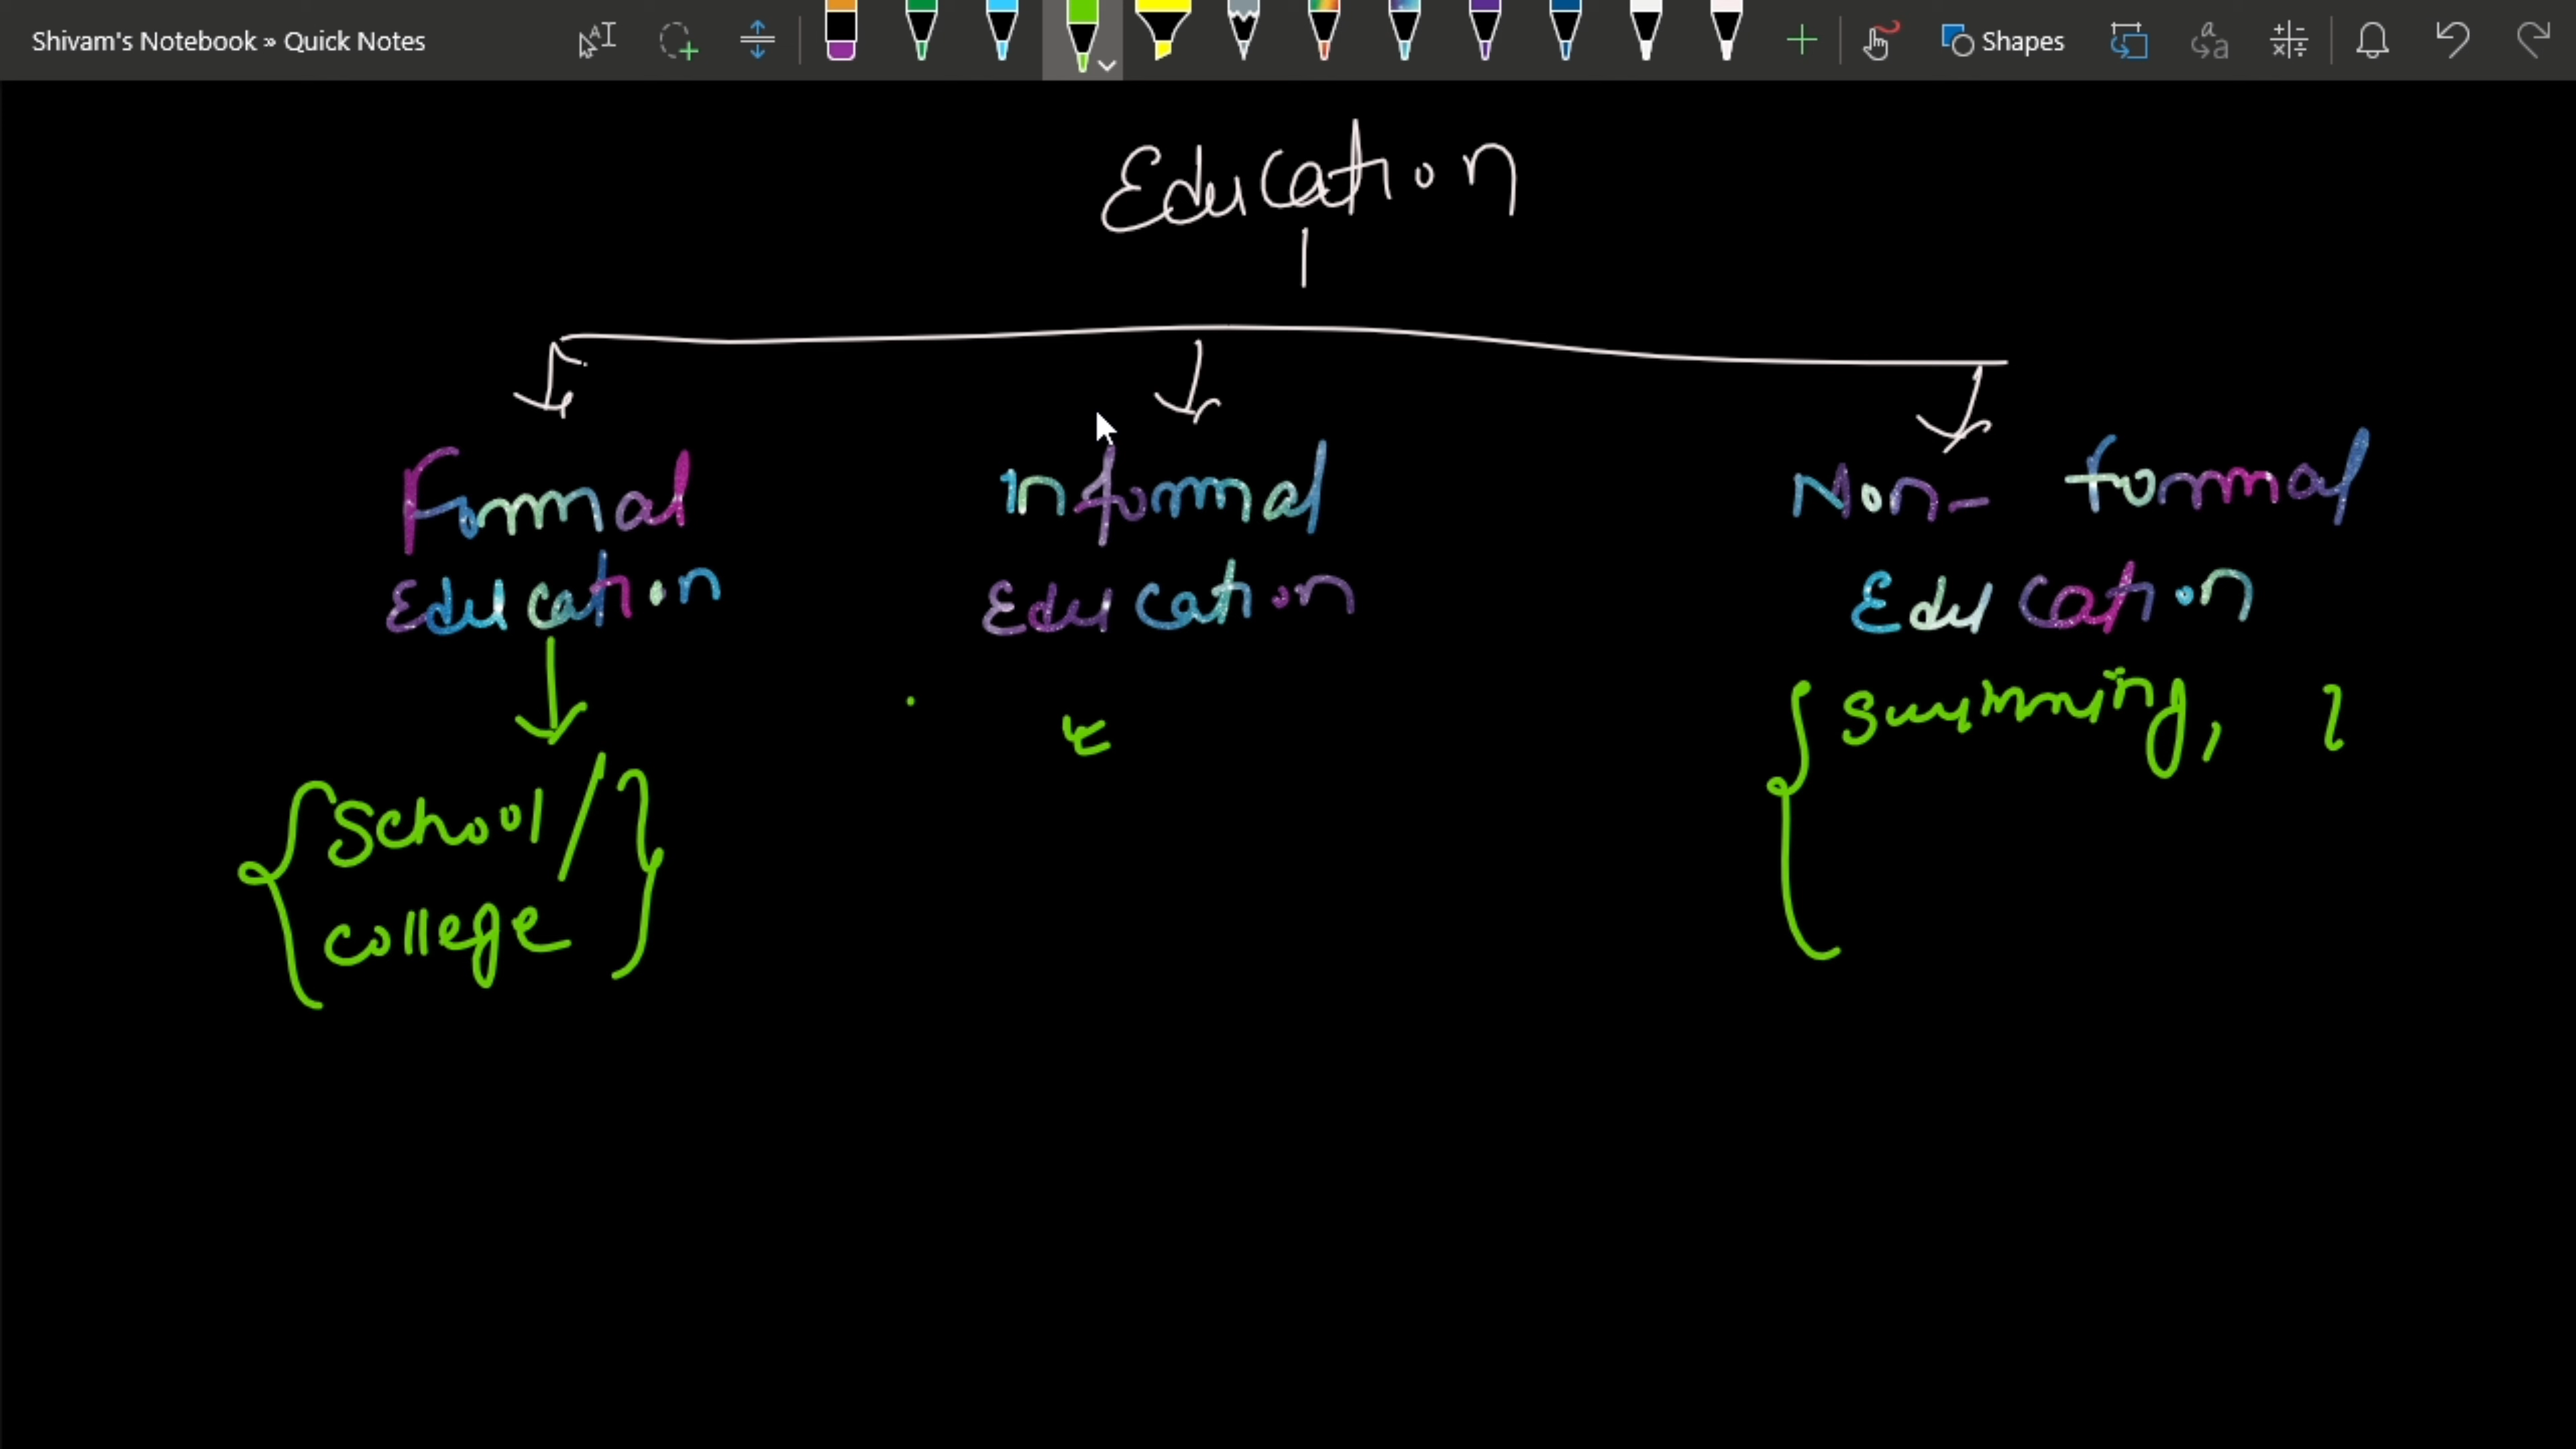 Shivam's Notebook » Quick Notes
Shapes
Education
Formal
Education
Informal
Education
Non- formal
Education
School/
college
swimming,